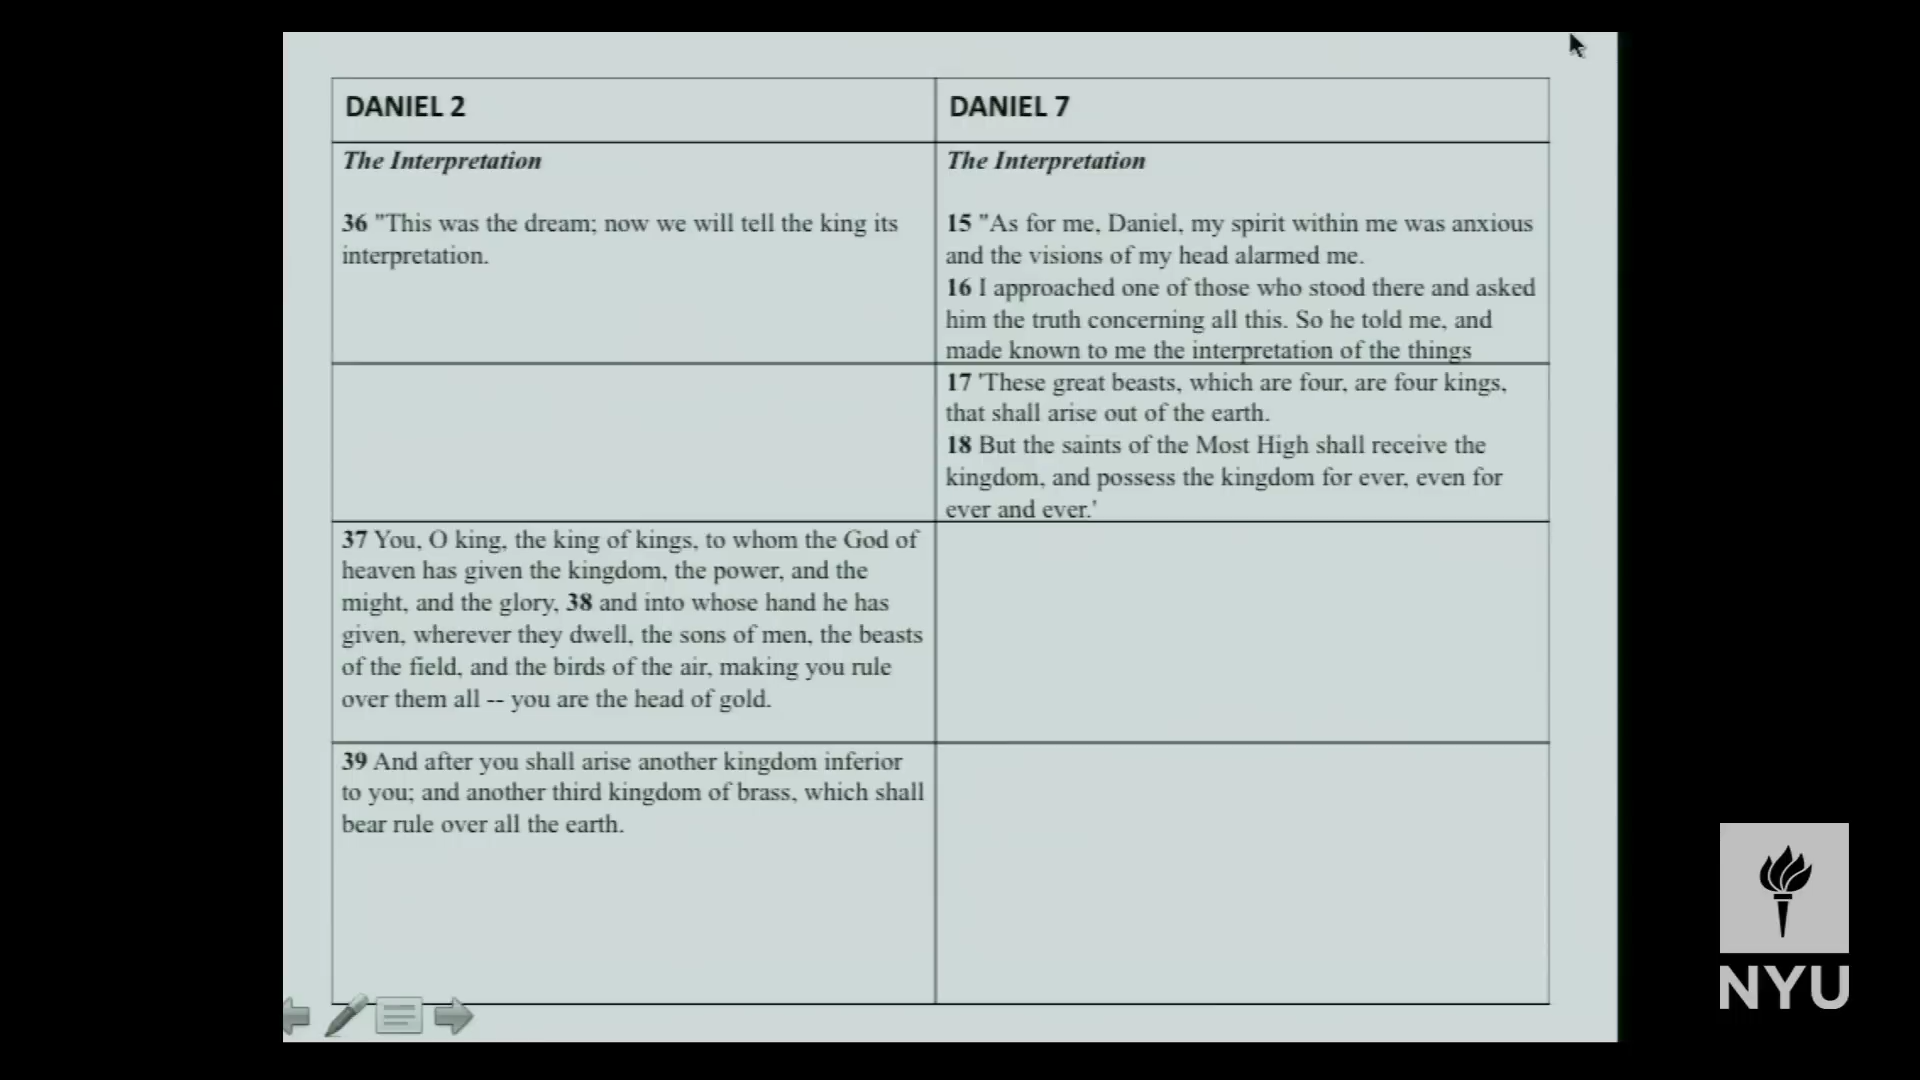 DANIEL 2
DANIEL 7
The Interpretation
36 "This was the dream; now we will tell the king its
interpretation.
The Interpretation
15 "As for me, Daniel, my spirit within me was anxious
and the visions of my head alarmed me.
16 I approached one of those who stood there and asked
him the truth concerning all this. So he told me, and
made known to me the interpretation of the things
17 'These great beasts, which are four, are four kings,
that shall arise out of the earth.
18 But the saints of the Most High shall receive the
kingdom, and possess the kingdom for ever, even for
ever and ever.'
37 You, O king, the king of kings, to whom the God of
heaven has given the kingdom, the power, and the
might, and the glory, 38 and into whose hand he has
given, wherever they dwell, the sons of men, the beasts
of the field, and the birds of the air, making you rule
over them all -- you are the head of gold.
39 And after you shall arise another kingdom inferior
to you; and another third kingdom of brass, which shall
bear rule over all the earth.
NYU